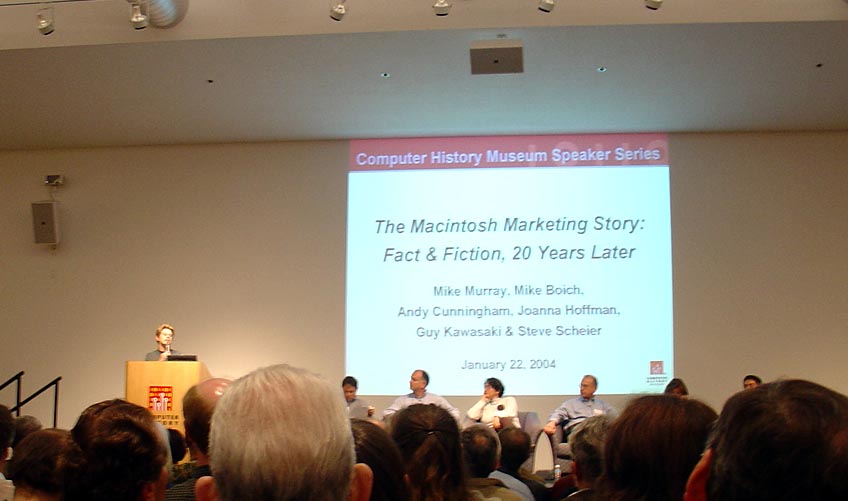 Computer History Museum Speaker Series
The Macintosh Marketing Story:
Fact & Fiction, 20 Years Later
Mike Murray, Mike Boich,
Andy Cunningham, Joanna Hoffman,
Guy Kawasaki & Steve Scheier
January 22, 2004
COMPUTER